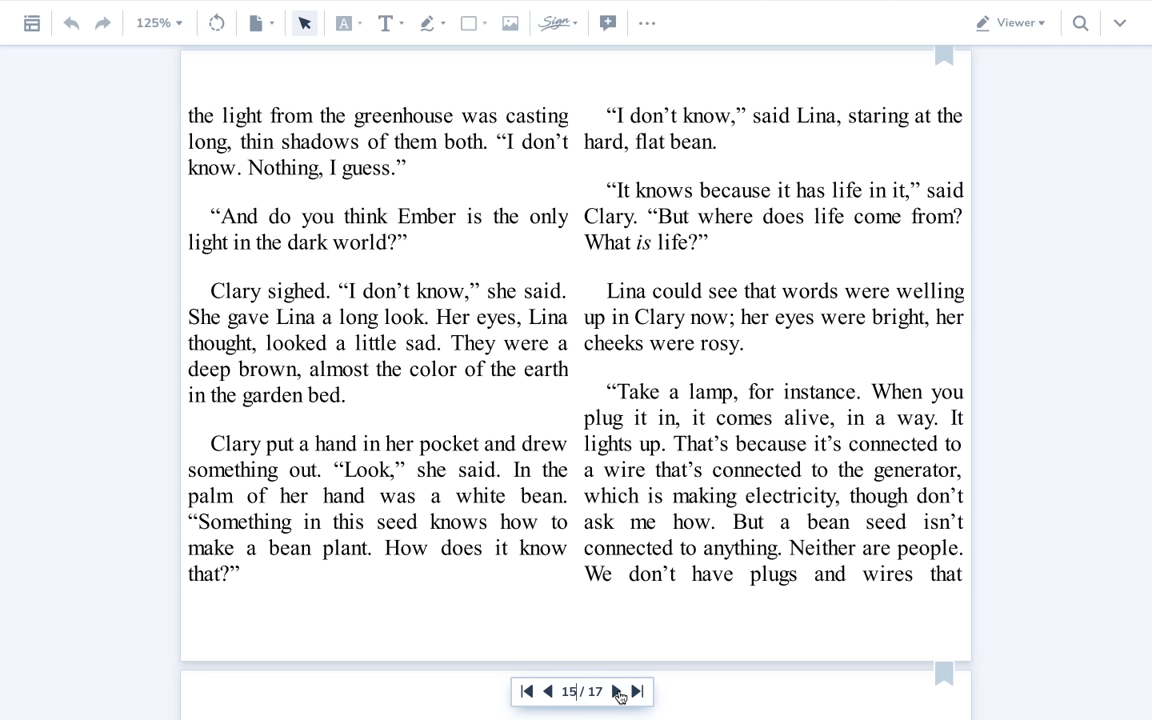 125%
A
T
Sign
Viewer
the light from the greenhouse was casting
long, thin shadows of them both. “I don’t
know. Nothing, I guess.”
“And do you think Ember is the only
light in the dark world?”
Clary sighed. “I don’t know,” she said.
She gave Lina a long look. Her eyes, Lina
thought, looked a little sad. They were a
deep brown, almost the color of the earth
in the garden bed.
Clary put a hand in her pocket and drew
something out. “Look,” she said. In the
palm of her hand was a white bean.
“Something in this seed knows how to
make a bean plant. How does it know
that?”
“I don’t know,” said Lina, staring at the
hard, flat bean.
“It knows because it has life in it,” said
Clary. “But where does life come from?
What is life?”
Lina could see that words were welling
up in Clary now; her eyes were bright, her
cheeks were rosy.
“Take a lamp, for instance. When you
plug it in, it comes alive, in a way. It
lights up. That’s because it’s connected to
a wire that’s connected to the generator,
which is making electricity, though don’t
ask me how. But a bean seed isn’t
connected to anything. Neither are people.
We don’t have plugs and wires that
15/ 17